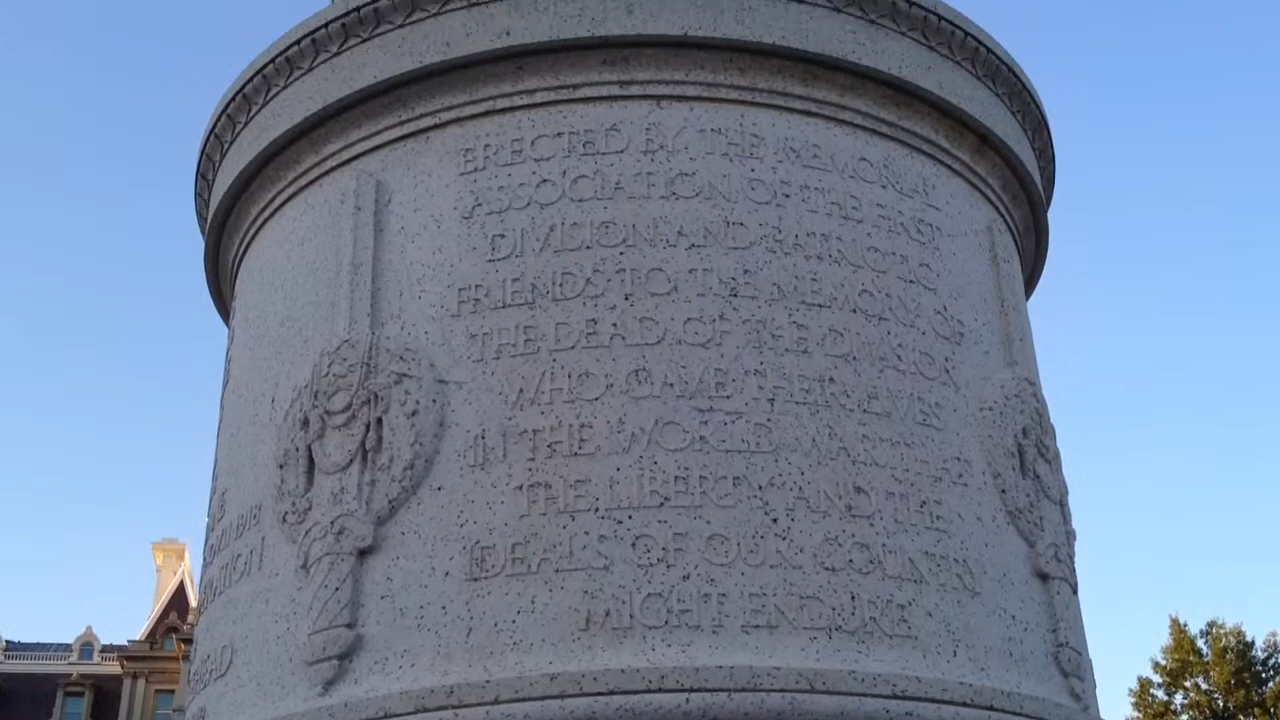 ERECTED BY THE MEMORIAL
ASSOCIATION OF THE FIRST
DIVISION AND PATRIOTIC
FRIENDS TO THE MEMORY OF
THE DEAD OF THE DIVISION
WHO GAVE THEIR LIVES
IN THE WORLD WAR THAT
THE LIBERTY AND THE
IDEALS OF OUR COUNTRY
MIGHT ENDURE
1918